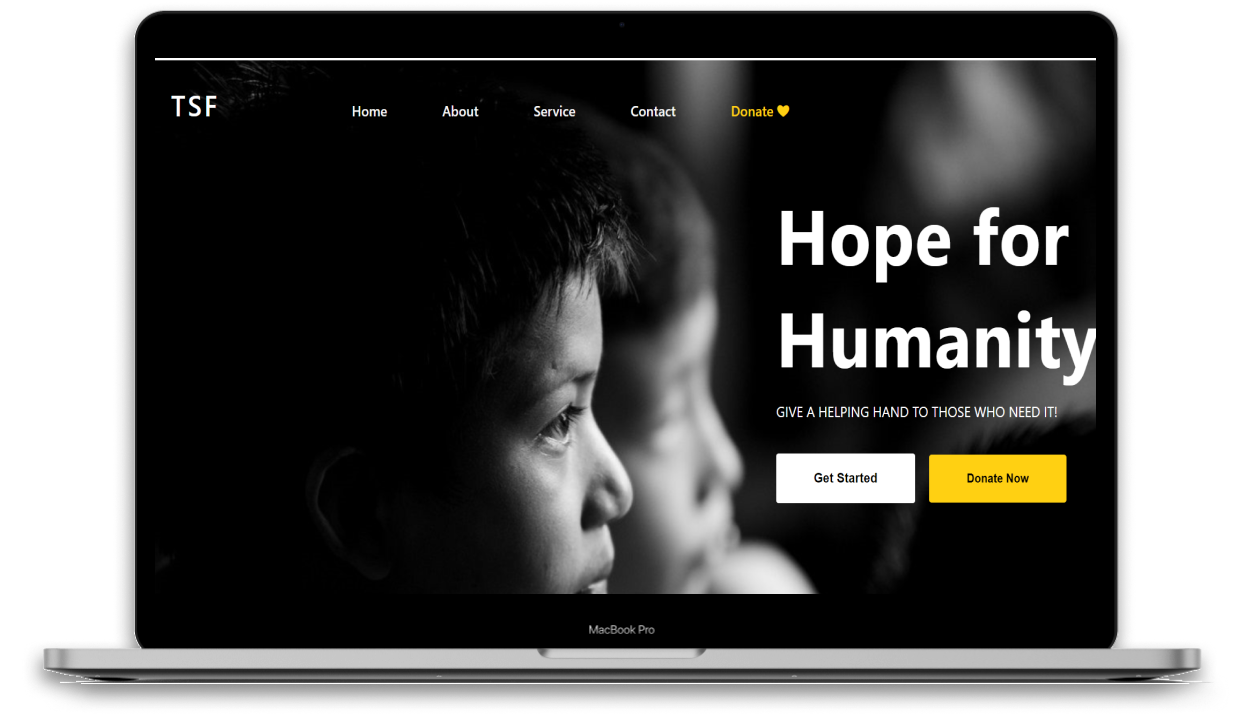 TSF
Home About Service Contact Donate
Hope for
Humanity
GIVE A HELPING HAND TO THOSE WHO NEED IT!
Get Started Donate Now
MacBook Pro